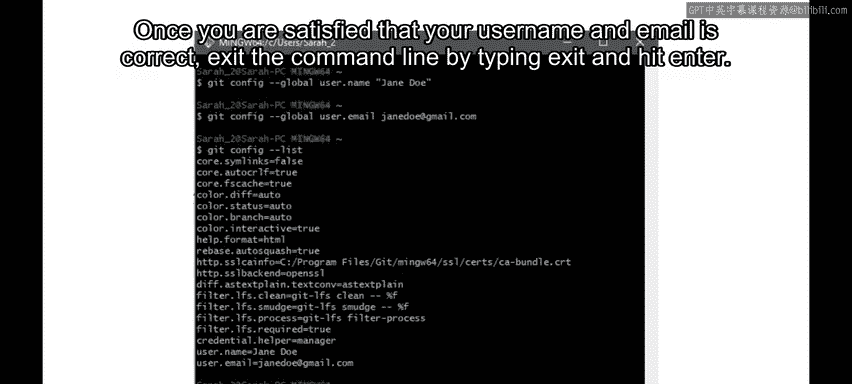 GPT中英字幕课程资源@bilibili.com
Once you are satisfied that your username and email is
correct, exit the command line by typing exit and hit enter.
MINGW64:/c/Users/Sarah_2
Sarah_2@Sarah-PC MINGW64 ~
$ git config --global user.name "Jane Doe"
Sarah_2@Sarah-PC MINGW64 ~
$ git config --global user.email janedoe@gmail.com
Sarah_2@Sarah-PC MINGW64 ~
$ git config --list
core.symlinks=false
core.autocrlf=true
core.fscache=true
color.diff=auto
color.status=auto
color.branch=auto
color.interactive=true
help.format=html
rebase.autosquash=true
http.sslcainfo=C:/Program Files/Git/mingw64/ssl/certs/ca-bundle.crt
http.sslbackend=openssl
diff.astextplain.textconv=astextplain
filter.lfs.clean=git-lfs clean -- %f
filter.lfs.smudge=git-lfs smudge -- %f
filter.lfs.process=git-lfs filter-process
filter.lfs.required=true
credential.helper=manager
user.name=Jane Doe
user.email=janedoe@gmail.com
Sarah_2@Sarah-PC MINGW64 ~